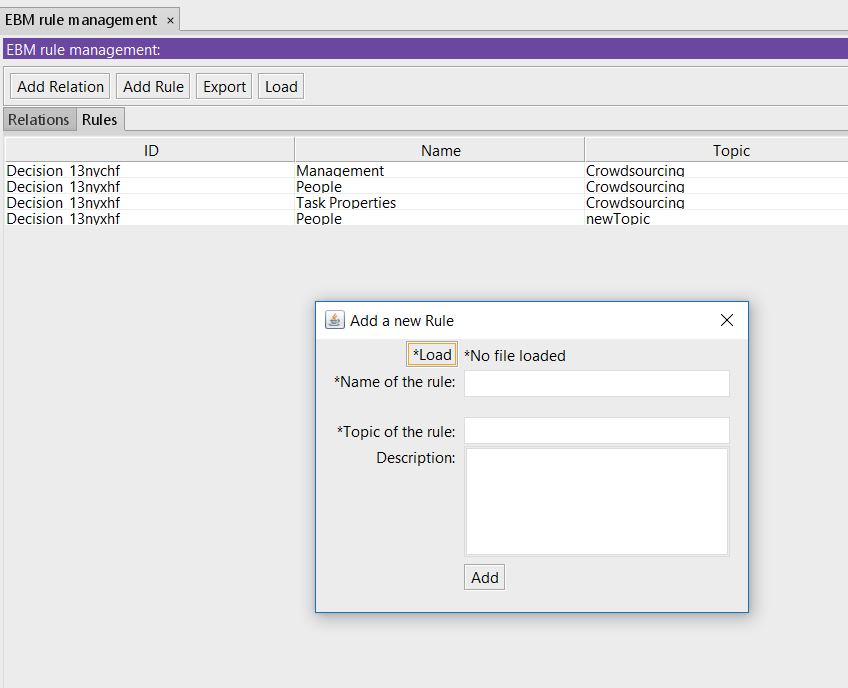 EBM rule management ×
EBM rule management:
Add Relation Add Rule Export Load
Relations Rules
ID Name Topic
Decision_13nychf Management Crowdsourcing
Decision_13nyxhf People Crowdsourcing
Decision_13nyxhf Task Properties Crowdsourcing
Decision_13nyxhf People newTopic
Add a new Rule
*Load *No file loaded
*Name of the rule:
*Topic of the rule:
Description:
Add